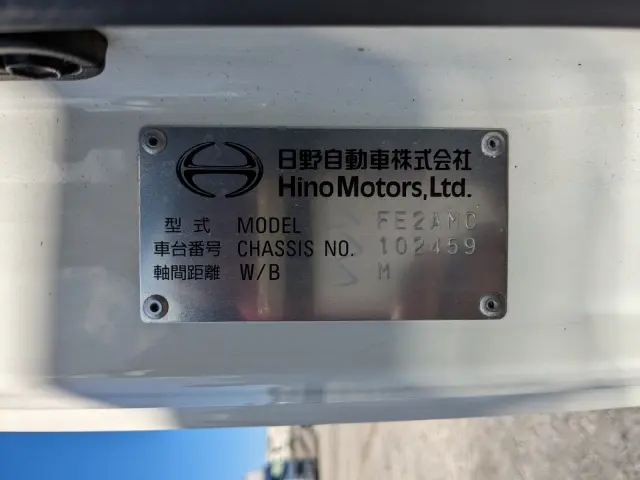 日野自動車株式会社
Hino Motors, Ltd.
型式 MODEL FE2AMC
車台番号 CHASSIS NO. 102459
軸間距離 W/B M